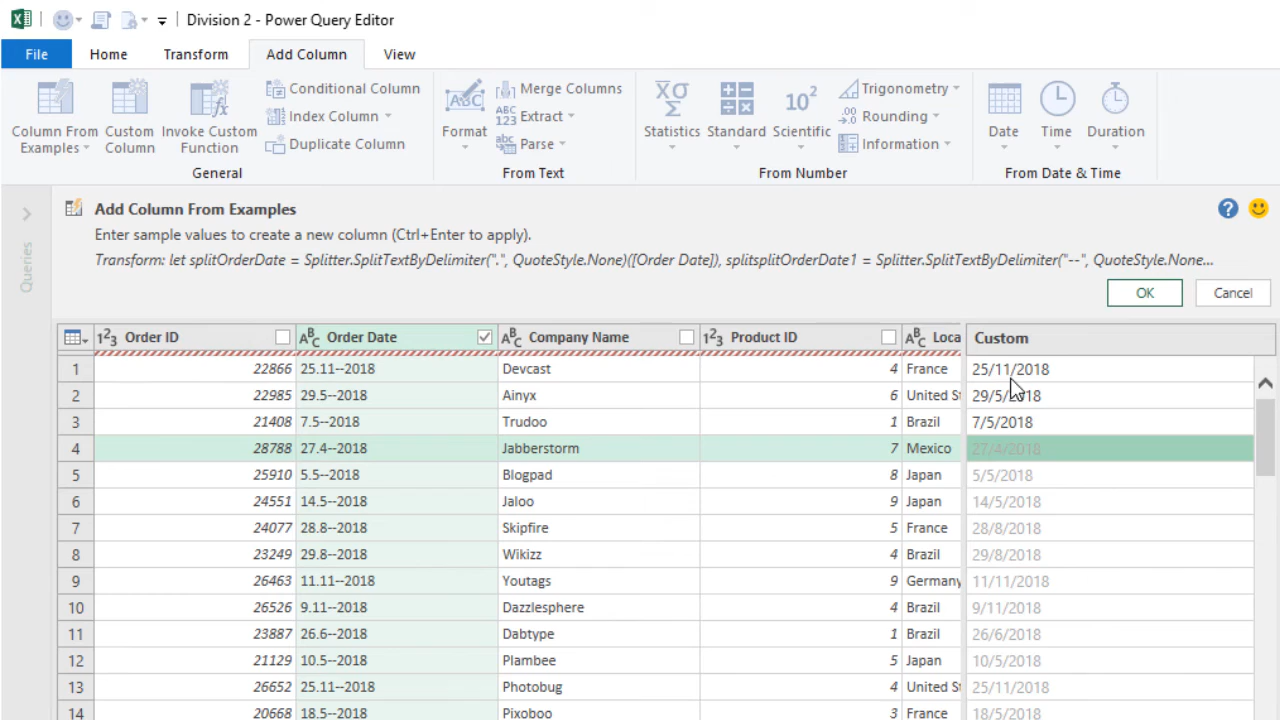 Division 2 - Power Query Editor
File Home Transform Add Column View
Column From Examples
Custom Column
Invoke Custom Function
Conditional Column
Index Column
Duplicate Column
General
ABC
Format
Merge Columns
ABC 123 Extract
abc Parse
From Text
XΣ σ Statistics
Standard
10² Scientific
Trigonometry
.00 Rounding
Information
From Number
Date
Time
Duration
From Date & Time
Queries
Add Column From Examples
Enter sample values to create a new column (Ctrl+Enter to apply).
Transform: let splitOrderDate = Splitter.SplitTextByDelimiter(".", QuoteStyle.None)([Order Date]), splitsplitOrderDate1 = Splitter.SplitTextByDelimiter("--", QuoteStyle.None...
OK Cancel
123 Order ID ABC Order Date ABC Company Name 123 Product ID ABC Loca Custom
1 22866 25.11--2018 Devcast 4 France 25/11/2018
2 22985 29.5--2018 Ainyx 6 United St 29/5/2018
3 21408 7.5--2018 Trudoo 1 Brazil 7/5/2018
4 28788 27.4--2018 Jabberstorm 7 Mexico 27/4/2018
5 25910 5.5--2018 Blogpad 8 Japan 5/5/2018
6 24551 14.5--2018 Jaloo 9 Japan 14/5/2018
7 24077 28.8--2018 Skipfire 5 France 28/8/2018
8 23249 29.8--2018 Wikizz 4 Brazil 29/8/2018
9 26463 11.11--2018 Youtags 9 Germany 11/11/2018
10 26526 9.11--2018 Dazzlesphere 4 Brazil 9/11/2018
11 23887 26.6--2018 Dabtype 1 Brazil 26/6/2018
12 21129 10.5--2018 Plambee 5 Japan 10/5/2018
13 26652 25.11--2018 Photobug 4 United St 25/11/2018
14 20668 18.5--2018 Pixoboo 3 France 18/5/2018